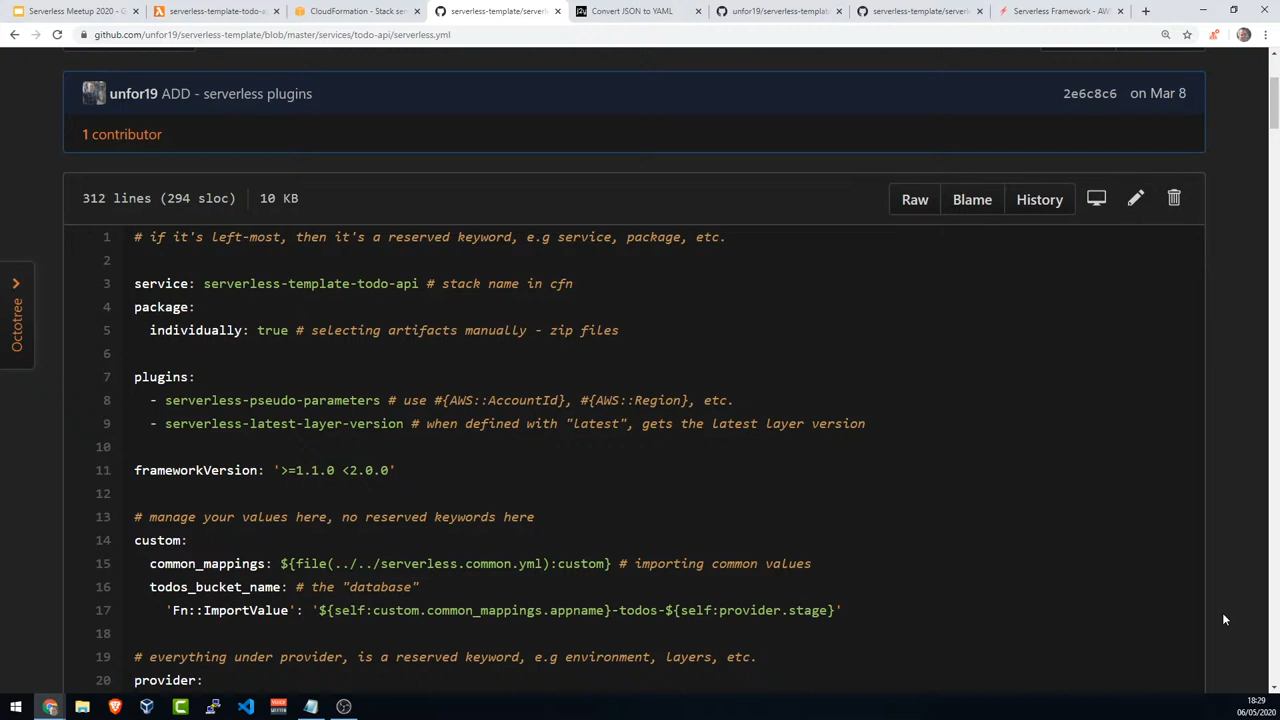 Serverless Meetup 2020 - G
serverless-template-todo-a
CloudFormation - Stack ser
serverless-template/server
Convert JSON to YAML
unfor19/serverless-templat
serverless-template/server
Serverless Framework - AW
github.com/unfor19/serverless-template/blob/master/services/todo-api/serverless.yml
unfor19 ADD - serverless plugins
2e6c8c6 on Mar 8
1 contributor
312 lines (294 sloc) 10 KB
Raw Blame History
Octotree
1 # if it's left-most, then it's a reserved keyword, e.g service, package, etc.
2
3 service: serverless-template-todo-api # stack name in cfn
4 package:
5 individually: true # selecting artifacts manually - zip files
6
7 plugins:
8 - serverless-pseudo-parameters # use #{AWS::AccountId}, #{AWS::Region}, etc.
9 - serverless-latest-layer-version # when defined with "latest", gets the latest layer version
10
11 frameworkVersion: '>=1.1.0 <2.0.0'
12
13 # manage your values here, no reserved keywords here
14 custom:
15 common_mappings: ${file(../../serverless.common.yml):custom} # importing common values
16 todos_bucket_name: # the "database"
17 'Fn::ImportValue': '${self:custom.common_mappings.appname}-todos-${self:provider.stage}'
18
19 # everything under provider, is a reserved keyword, e.g environment, layers, etc.
20 provider:
18:29
06/05/2020